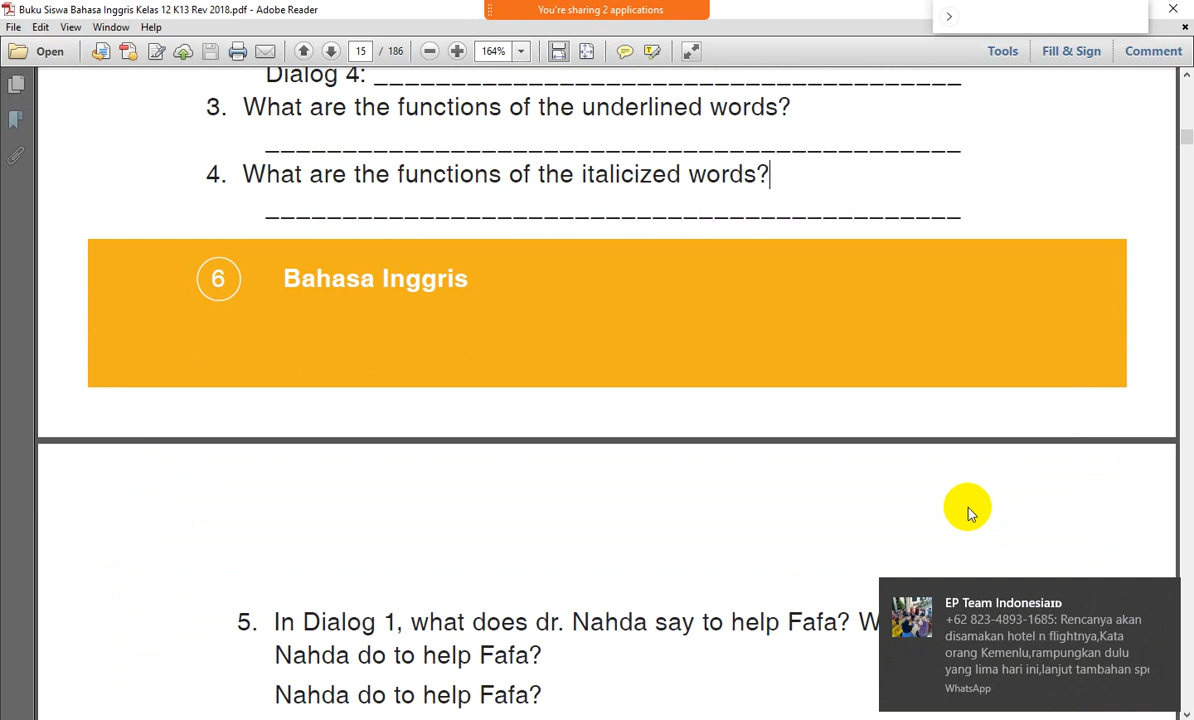 Buku Siswa Bahasa Inggris Kelas 12 K13 Rev 2018.pdf - Adobe Reader
You're sharing 2 applications
File Edit View Window Help
Open 15 / 186 164% Tools Fill & Sign Comment
Dialog 4: ____________________________________________
3. What are the functions of the underlined words?
____________________________________________
4. What are the functions of the italicized words?
____________________________________________
6 Bahasa Inggris
5. In Dialog 1, what does dr. Nahda say to help Fafa?
Nahda do to help Fafa?
Nahda do to help Fafa?
EP Team Indonesia
+62 823-4893-1685: Rencanya akan
disamakan hotel n flightnya,Kata
orang Kemenlu,rampungkan dulu
yang lima hari ini,lanjut tambahan
WhatsApp